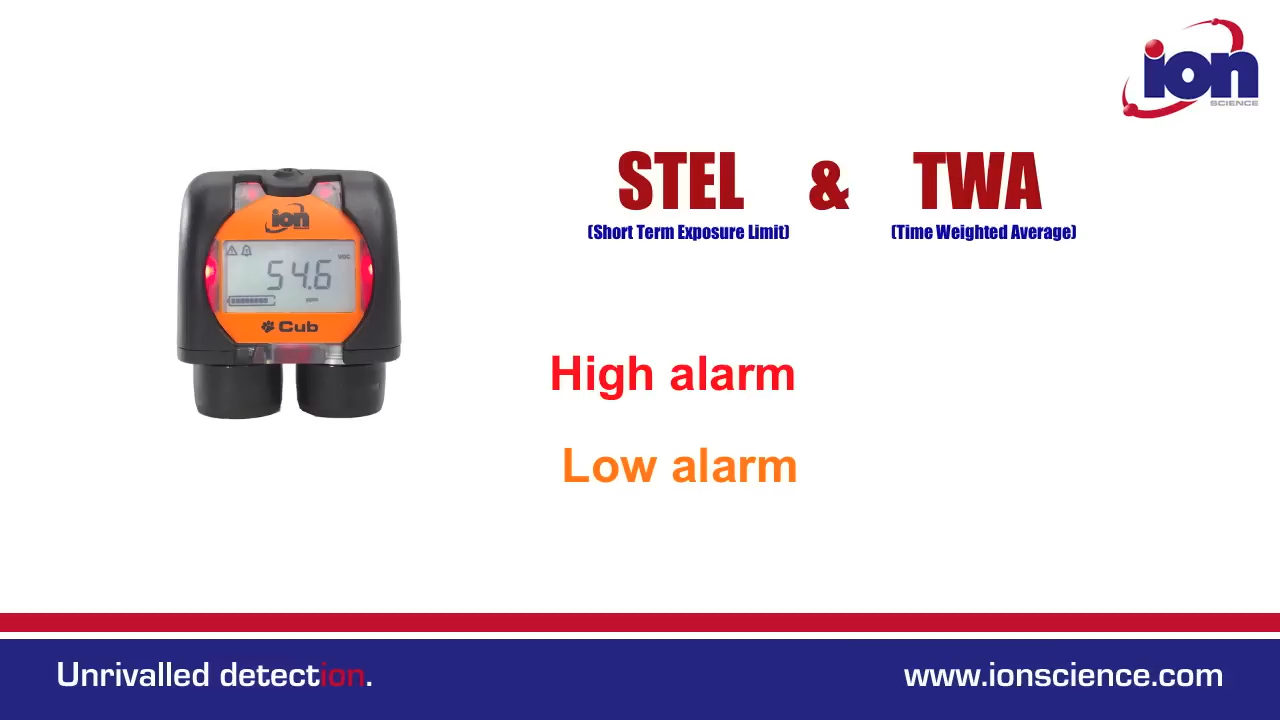 ion
SCIENCE
STEL & TWA
(Short Term Exposure Limit) (Time Weighted Average)
ion
VOC
54.6
Cub
High alarm
Low alarm
Unrivalled detection.
www.ionscience.com